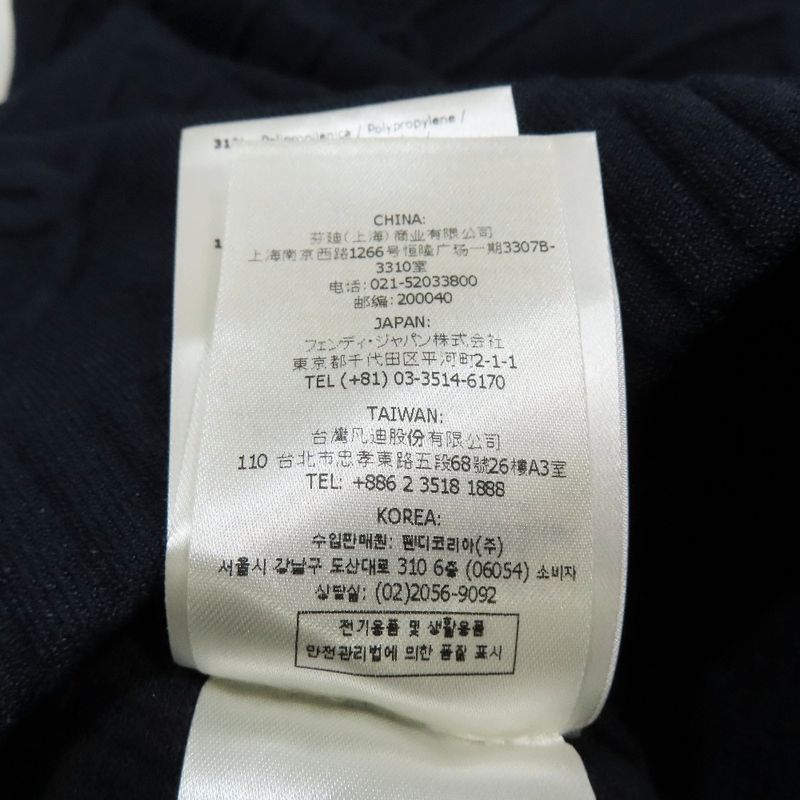 Polipropilenica / Polypropylene /
CHINA:
芬迪(上海)商业有限公司
上海南京西路1266号恒隆广场一期3307B-
3310室
电话: 021-52033800
邮编: 200040
JAPAN:
フェンディ・ジャパン株式会社
東京都千代田区平河町2-1-1
TEL (+81) 03-3514-6170
TAIWAN:
台灣凡迪股份有限公司
110 台北市忠孝東路五段68號26樓A3室
TEL: +886 2 3518 1888
KOREA:
수입판매원: 펜디코리아(주)
서울시 강남구 도산대로 310 6층 (06054) 소비자
상담실: (02)2056-9092
전기용품 및 생활용품
안전관리법에 의한 품질 표시